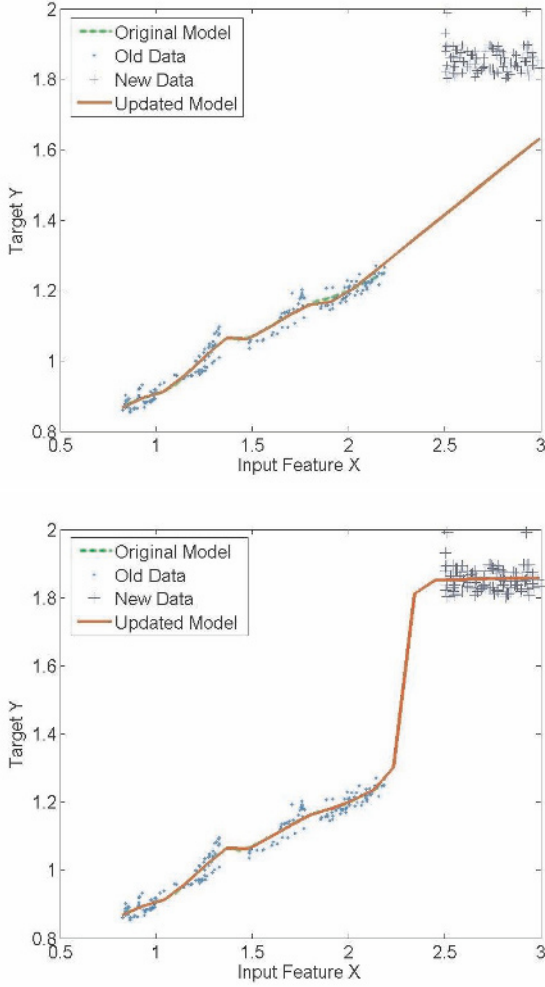 2
1.8
1.6
1.4
1.2
1
0.8
Target Y
Original Model
Old Data
New Data
Updated Model
0.5
1
1.5
2
2.5
3
Input Feature X
2
1.8
1.6
1.4
1.2
1
0.8
Target Y
Original Model
Old Data
New Data
Updated Model
0.5
1
1.5
2
2.5
3
Input Feature X